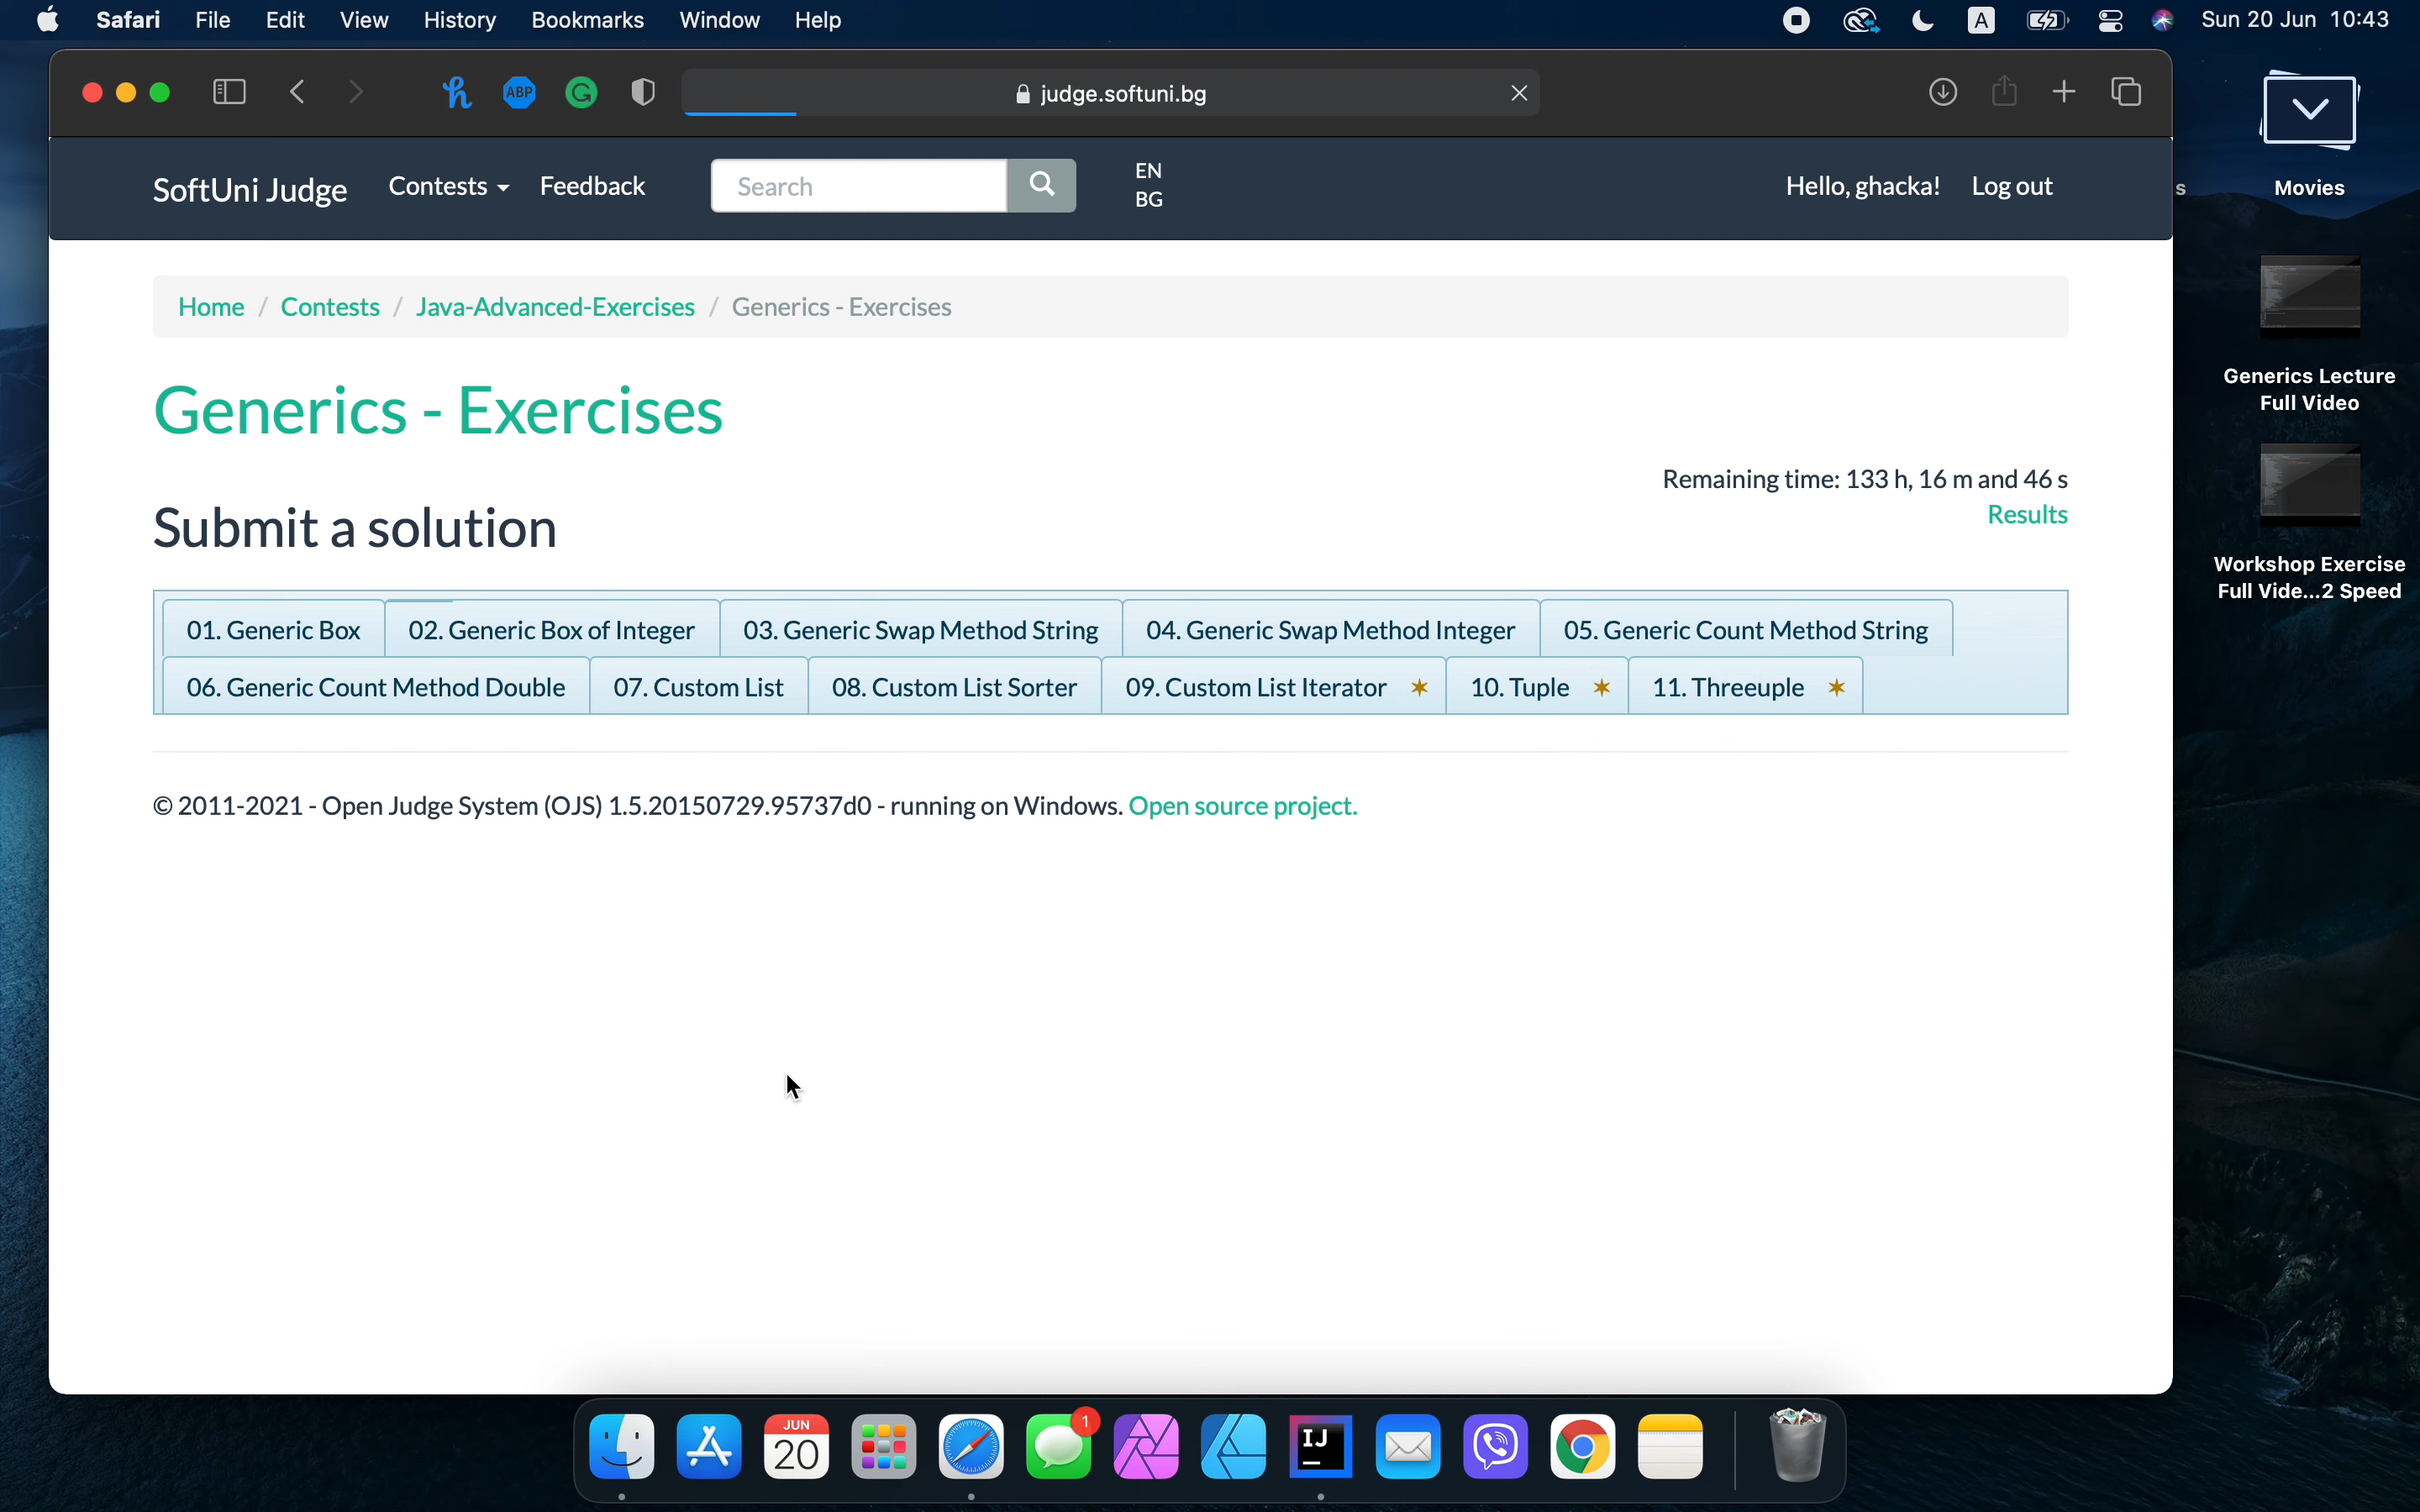 Safari File Edit View History Bookmarks Window Help
A
Sun 20 Jun 10:43
ABP
judge.softuni.bg
SoftUni Judge Contests Feedback
Search
EN
BG
Hello, ghacka! Log out
s
Movies
Home / Contests / Java-Advanced-Exercises / Generics - Exercises
Generics - Exercises
Generics Lecture
Full Video
Remaining time: 133 h, 16 m and 46 s
Results
Submit a solution
Workshop Exercise
Full Vide...2 Speed
01. Generic Box 02. Generic Box of Integer 03. Generic Swap Method String 04. Generic Swap Method Integer 05. Generic Count Method String
06. Generic Count Method Double 07. Custom List 08. Custom List Sorter 09. Custom List Iterator ✶ 10. Tuple ✶ 11. Threeuple ✶
© 2011-2021 - Open Judge System (OJS) 1.5.20150729.95737d0 - running on Windows. Open source project.
JUN
20
1
IJ